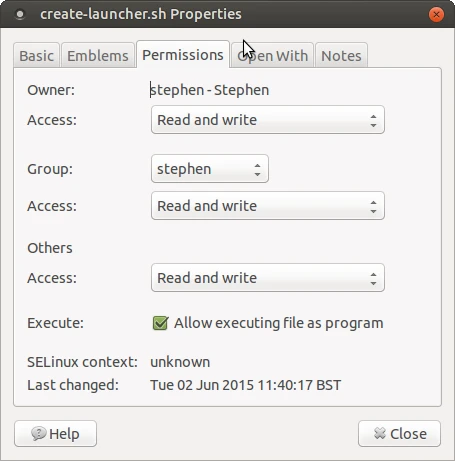 create-launcher.sh Properties
Basic Emblems Permissions Open With Notes
Owner: stephen - Stephen
Access: Read and write
Group: stephen
Access: Read and write
Others
Access: Read and write
Execute: Allow executing file as program
SELinux context: unknown
Last changed: Tue 02 Jun 2015 11:40:17 BST
Help Close